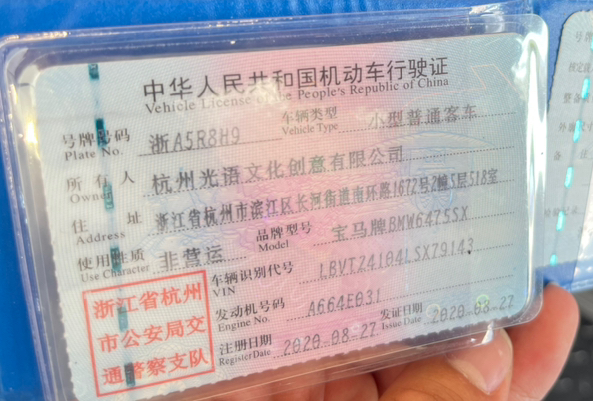 中华人民共和国机动车行驶证
Vehicle License of the People's Republic of China
号牌号码 浙A5R8H9 车辆类型 小型普通客车
Plate No. Vehicle Type
所有人 杭州光语文化创意有限公司
Owner
住址 浙江省杭州市滨江区长河街道南环路1672号2幢5层518室
Address
使用性质 非营运 品牌型号 宝马牌BMW6475SX
Use Character Model
车辆识别代号 LBVTZ4104LSX79143
VIN
发动机号码 A664E031
Engine No.
注册日期 2020-08-27 发证日期 2020-08-27
Register Date Issue Date
浙江省杭州
市公安局交
通警察支队
号牌
整备
备注